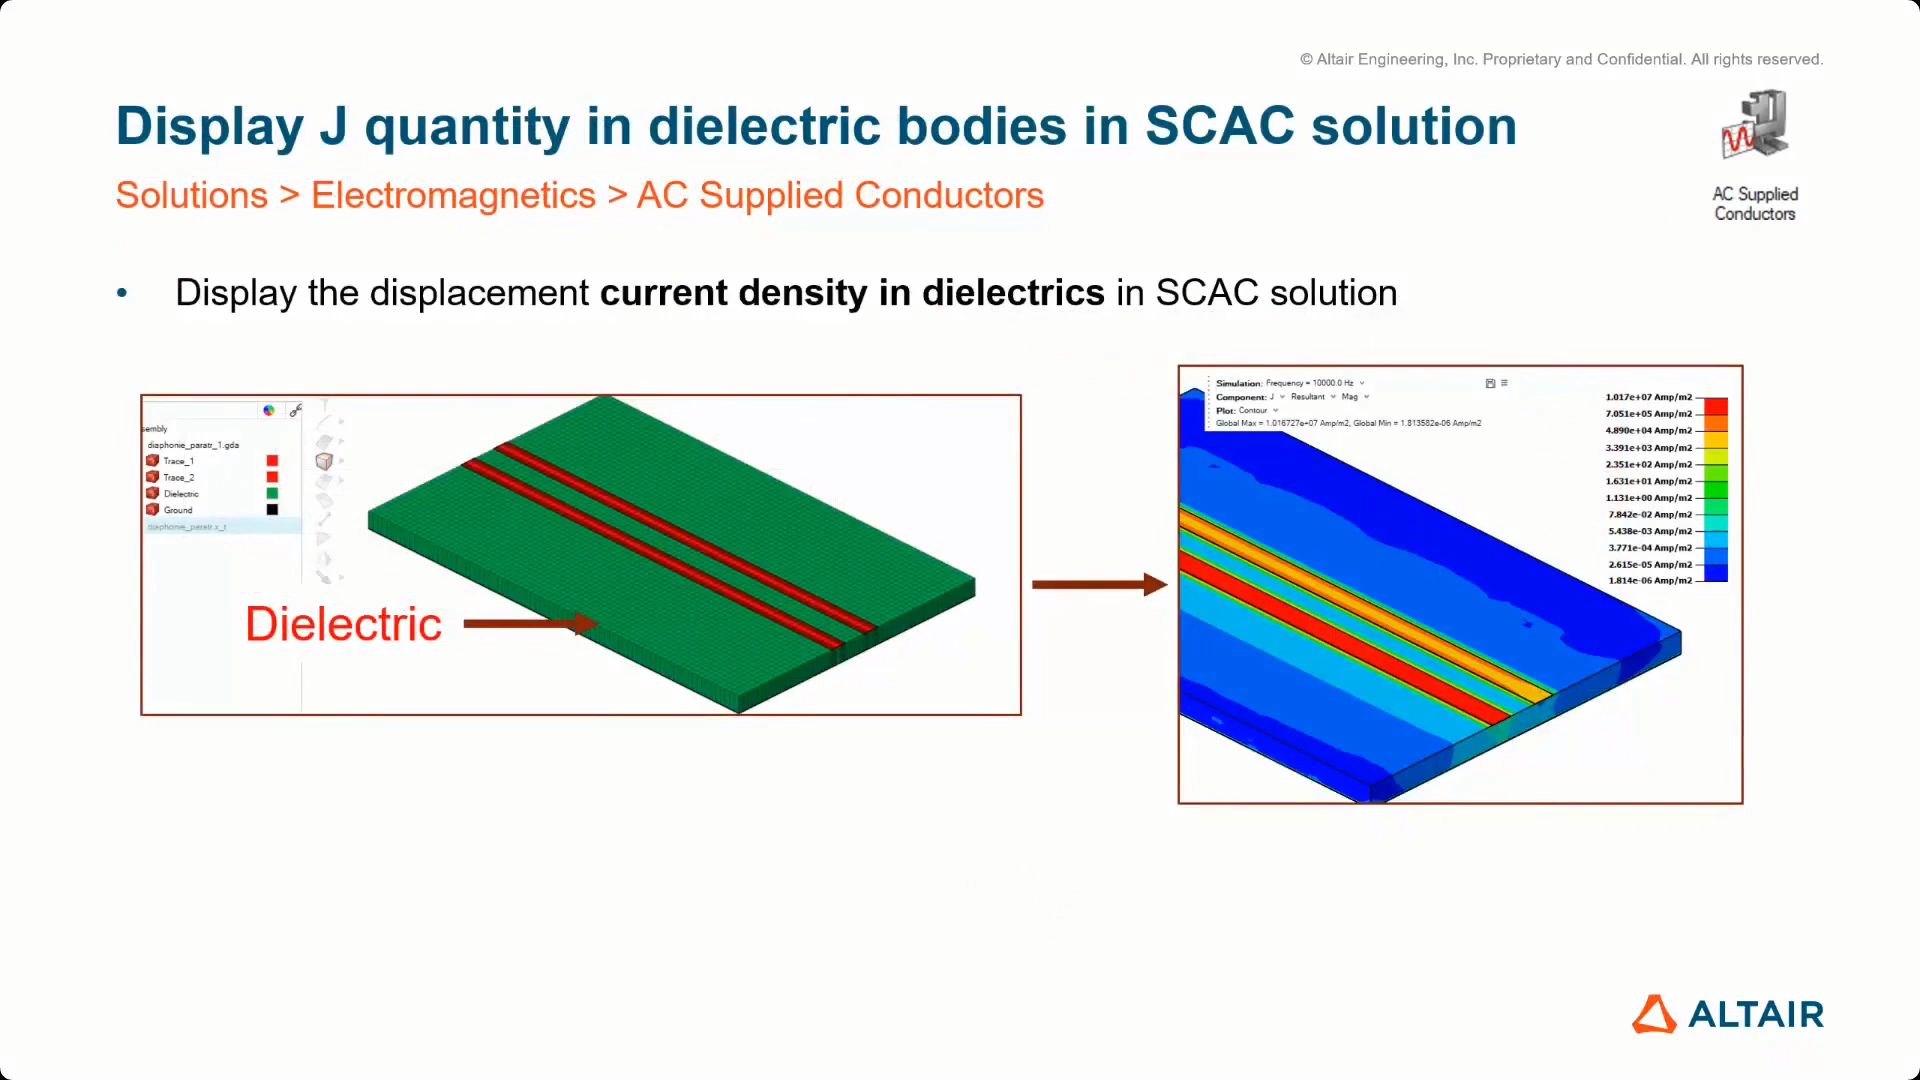 © Altair Engineering, Inc. Proprietary and Confidential. All rights reserved.
Display J quantity in dielectric bodies in SCAC solution
Solutions > Electromagnetics > AC Supplied Conductors
AC Supplied
Conductors
• Display the displacement current density in dielectrics in SCAC solution
sembly
diaphonie_paratr_1.gda
Trace_1
Trace_2
Dielectric
Ground
diaphonie_paratr.x_t
Dielectric
Simulation: Frequency = 10000.0 Hz
Component: J Resultant Mag
Plot: Contour
Global Max = 1.016727e+07 Amp/m2, Global Min = 1.813582e-06 Amp/m2
1.017e+07 Amp/m2
7.051e+05 Amp/m2
4.890e+04 Amp/m2
3.391e+03 Amp/m2
2.351e+02 Amp/m2
1.631e+01 Amp/m2
1.131e+00 Amp/m2
7.842e-02 Amp/m2
5.438e-03 Amp/m2
3.771e-04 Amp/m2
2.615e-05 Amp/m2
1.814e-06 Amp/m2
ALTAIR